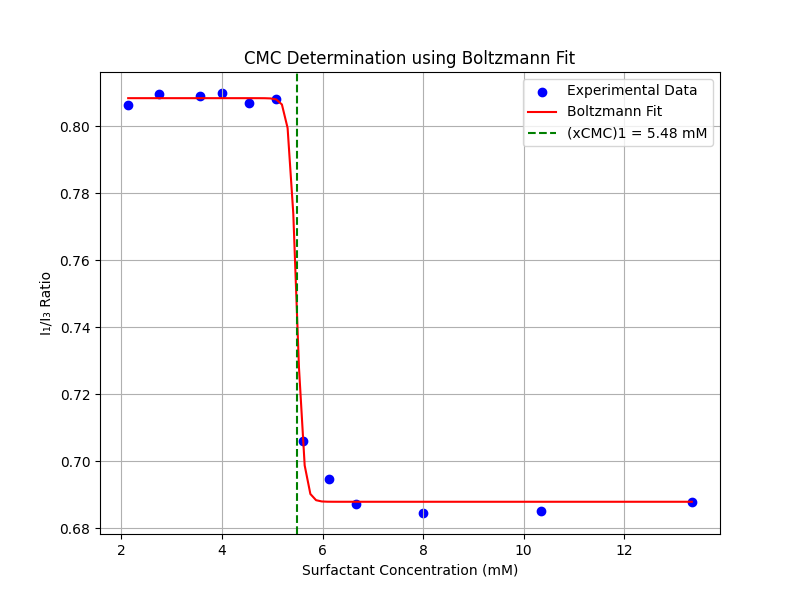 CMC Determination using Boltzmann Fit
Experimental Data
Boltzmann Fit
(xCMC)1 = 5.48 mM
I₁/I₃ Ratio
0.80
0.78
0.76
0.74
0.72
0.70
0.68
2 4 6 8 10 12
Surfactant Concentration (mM)